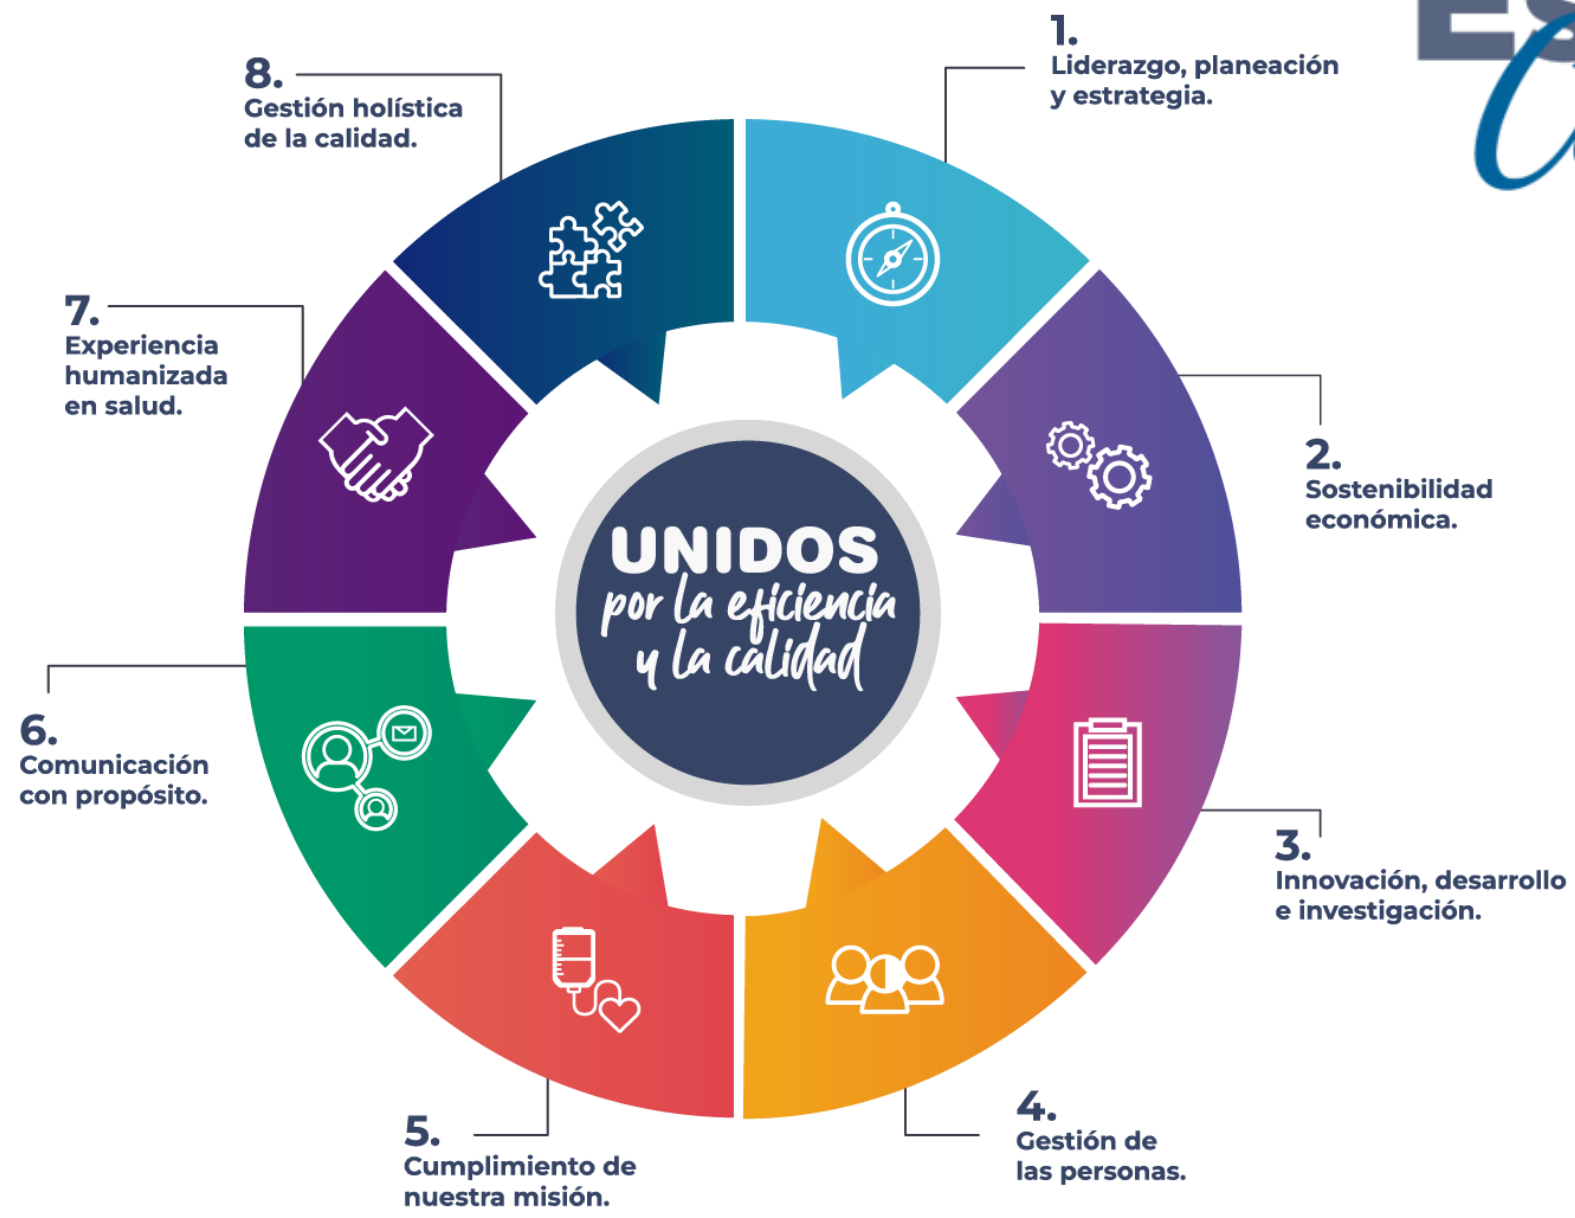 1.
Liderazgo, planeación
y estrategia.
2.
Sostenibilidad
económica.
3.
Innovación, desarrollo
e investigación.
4.
Gestión de
las personas.
5.
Cumplimiento de
nuestra misión.
6.
Comunicación
con propósito.
7.
Experiencia
humanizada
en salud.
8.
Gestión holística
de la calidad.
UNIDOS
por la eficiencia
y la calidad